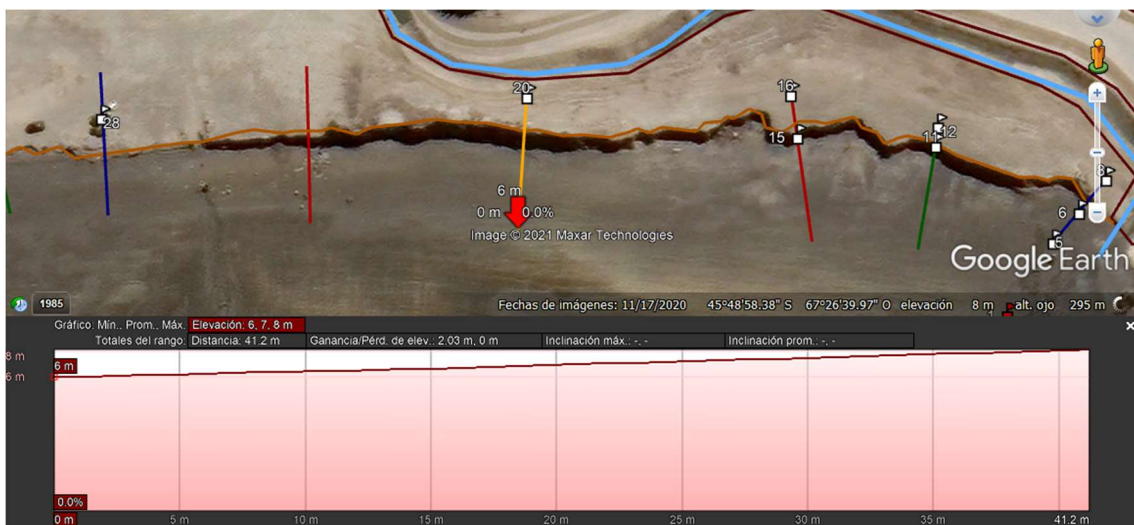 20
16
28
15
11
12
8
6
5
6 m
0 m 0.0%
Image © 2021 Maxar Technologies
Google Earth
1985
Fechas de imágenes: 11/17/2020 45°48'58.38" S 67°26'39.97" O elevación 8 m alt. ojo 295 m
Gráfico: Mín., Prom., Máx. Elevación: 6, 7, 8 m
Totales del rango: Distancia: 41.2 m Ganancia/Pérd. de elev.: 2.03 m, 0 m Inclinación máx.: -, - Inclinación prom.: -, -
8 m
6 m
6 m
0.0%
0 m 5 m 10 m 15 m 20 m 25 m 30 m 35 m 41.2 m